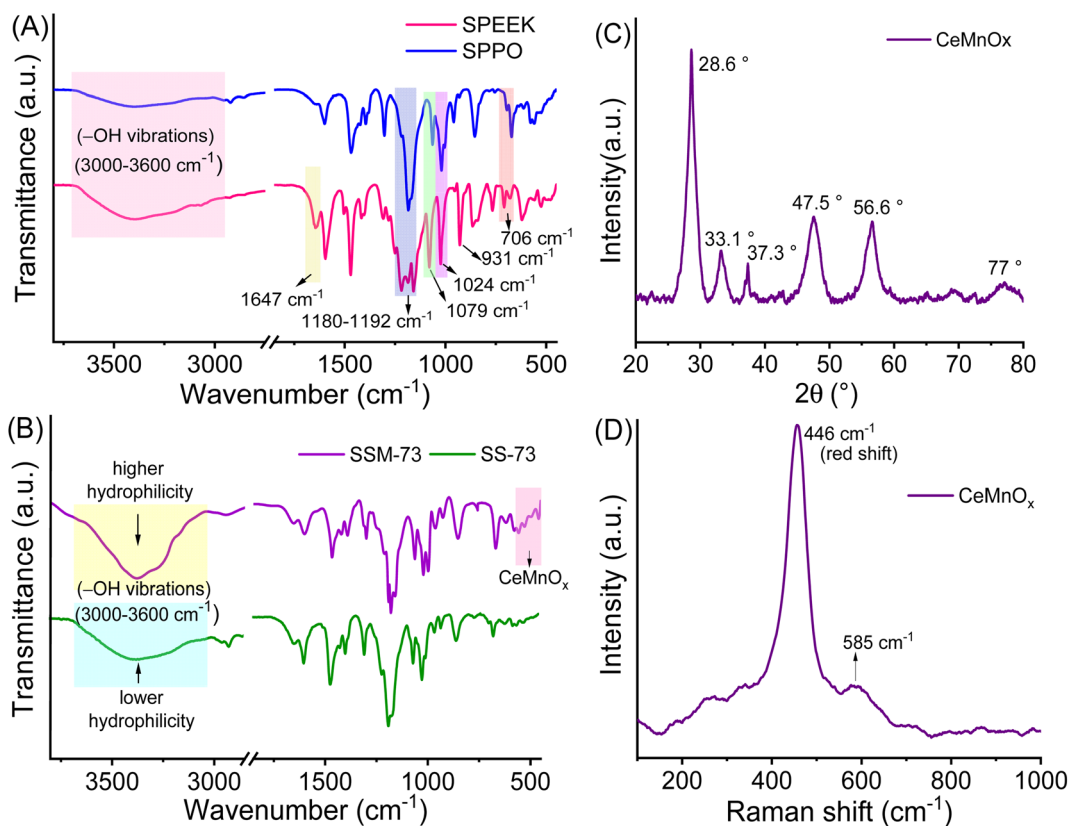 (A)
SPEEK
SPPO
(–OH vibrations)
(3000-3600 cm⁻¹)
1647 cm⁻¹
1180-1192 cm⁻¹
706 cm⁻¹
931 cm⁻¹
1024 cm⁻¹
1079 cm⁻¹
Transmittance (a.u.)
3500 3000 1500 1000 500
Wavenumber (cm⁻¹)
(C)
CeMnOx
28.6 °
33.1 °
37.3 °
47.5 °
56.6 °
77 °
Intensity(a.u.)
20 30 40 50 60 70 80
2θ (°)
(B)
SSM-73 SS-73
higher
hydrophilicity
(–OH vibrations)
(3000-3600 cm⁻¹)
lower
hydrophilicity
CeMnOₓ
Transmittance (a.u.)
3500 3000 1500 1000 500
Wavenumber (cm⁻¹)
(D)
446 cm⁻¹
(red shift)
CeMnOₓ
585 cm⁻¹
Intensity (a.u.)
200 400 600 800 1000
Raman shift (cm⁻¹)